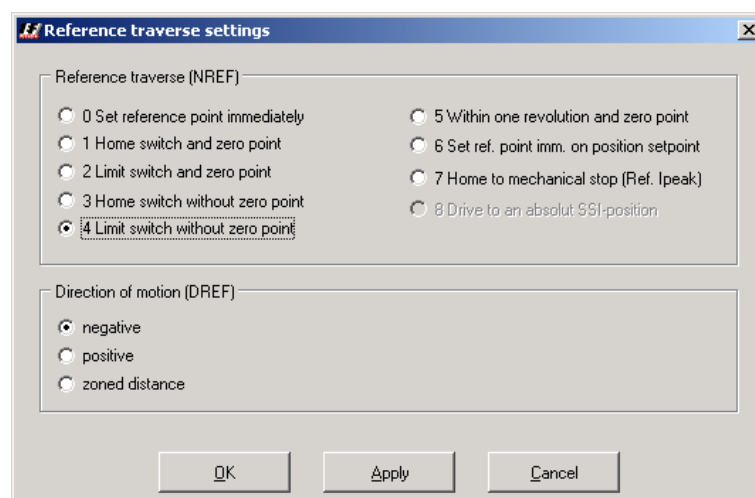 Reference traverse settings
Reference traverse (NREF)
0 Set reference point immediately
1 Home switch and zero point
2 Limit switch and zero point
3 Home switch without zero point
4 Limit switch without zero point
5 Within one revolution and zero point
6 Set ref. point imm. on position setpoint
7 Home to mechanical stop (Ref. Ipeak)
8 Drive to an absolut SSI-position
Direction of motion (DREF)
negative
positive
zoned distance
OK Apply Cancel